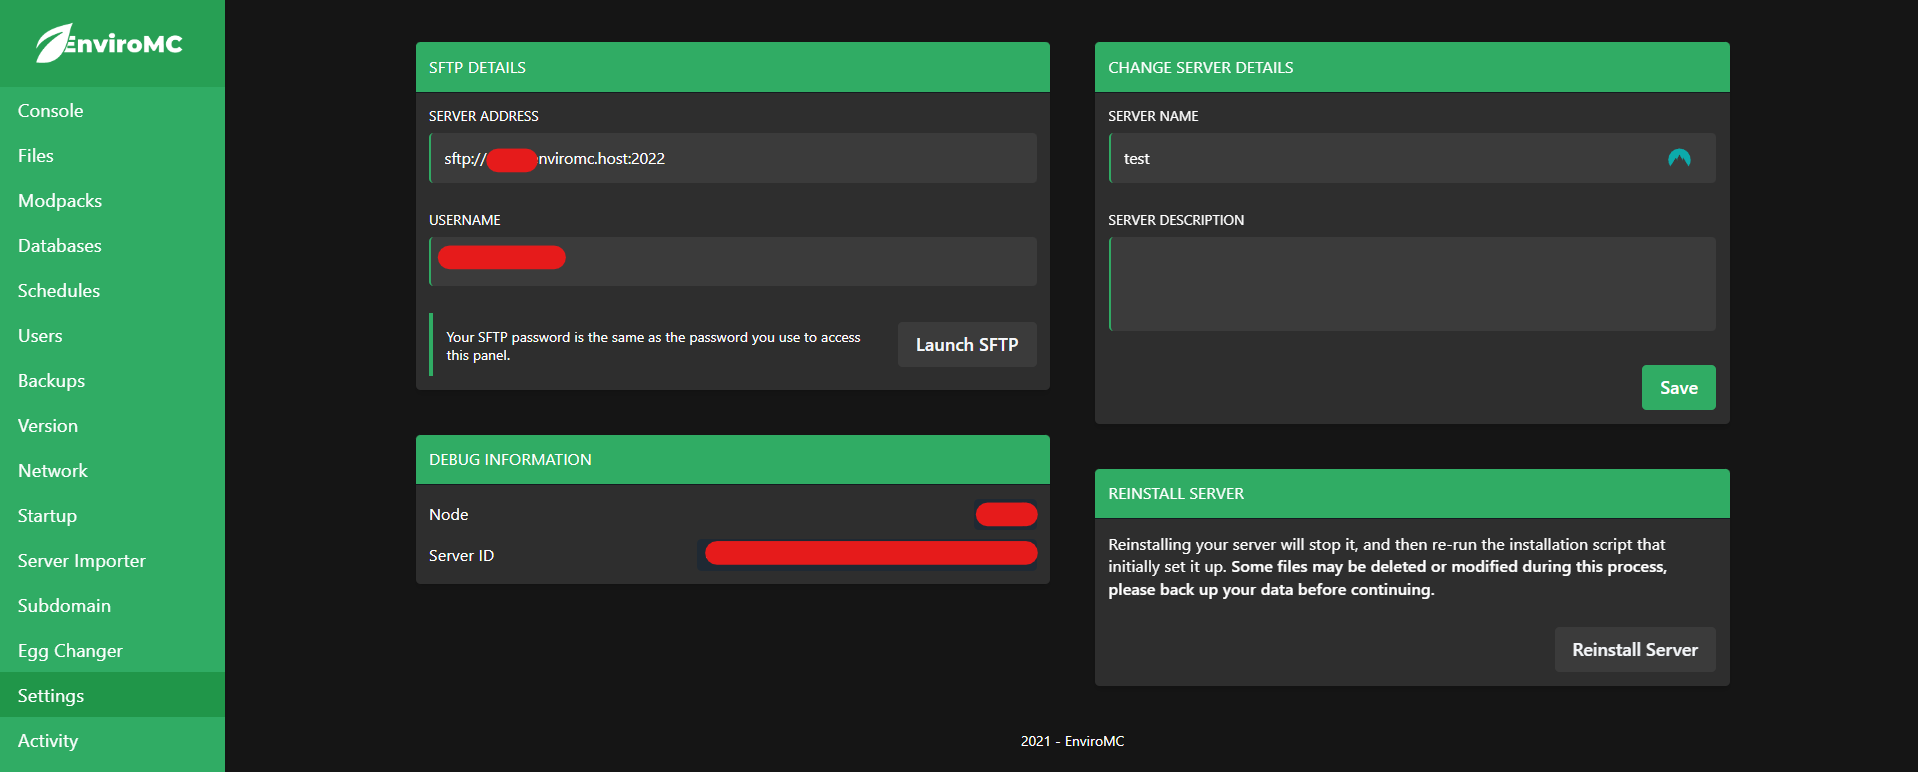 EnviroMC
Console
Files
Modpacks
Databases
Schedules
Users
Backups
Version
Network
Startup
Server Importer
Subdomain
Egg Changer
Settings
Activity
SFTP DETAILS
SERVER ADDRESS
sftp:// nviromc.host:2022
USERNAME
Your SFTP password is the same as the password you use to access
this panel.
Launch SFTP
DEBUG INFORMATION
Node
Server ID
CHANGE SERVER DETAILS
SERVER NAME
test
SERVER DESCRIPTION
Save
REINSTALL SERVER
Reinstalling your server will stop it, and then re-run the installation script that
initially set it up. Some files may be deleted or modified during this process,
please back up your data before continuing.
Reinstall Server
2021 - EnviroMC